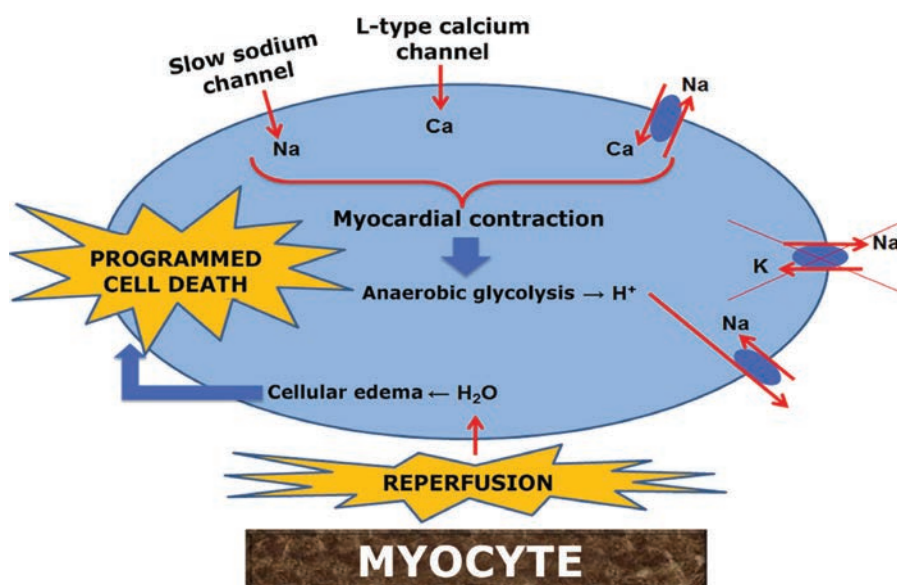 L-type calcium
channel
Slow sodium
channel
Na
Ca
Na
Ca
Myocardial contraction
PROGRAMMED
CELL DEATH
Na
K
Anaerobic glycolysis → H⁺
Na
Cellular edema ← H₂O
REPERFUSION
MYOCYTE